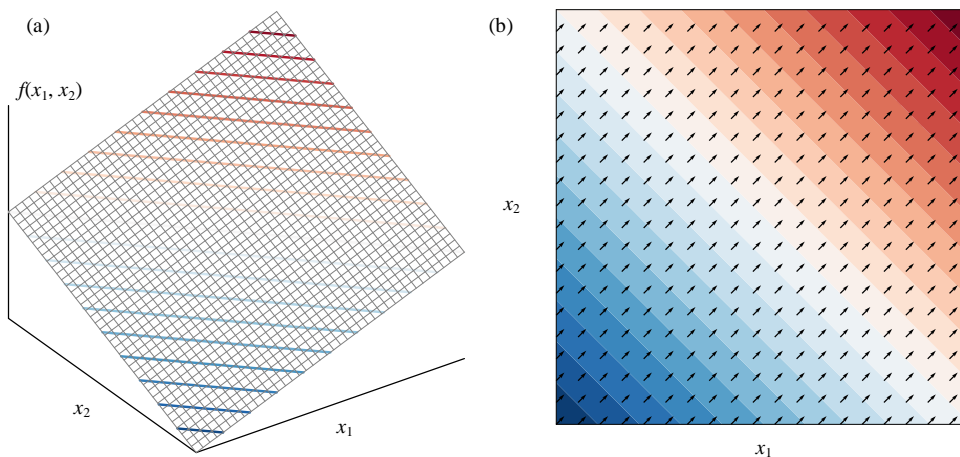 (a)
f(x₁, x₂)
x₂
x₁
(b)
x₂
x₁